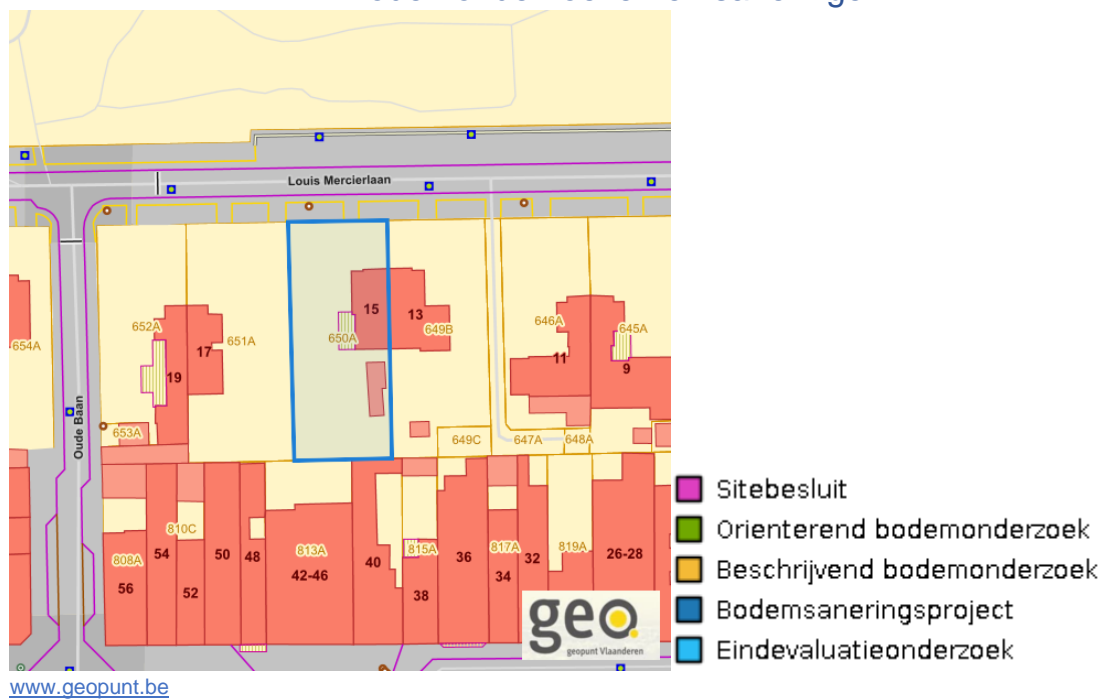 Louis Mercierlaan
Oude Baan
15
13
649B
650A
652A
17
651A
19
646A
645A
11
9
654A
653A
649C
647A
648A
810C
54
50
48
813A
42-46
40
815A
36
817A
32
819A
26-28
808A
56
52
38
34
geo
geopunt Vlaanderen
Sitebesluit
Orienterend bodemonderzoek
Beschrijvend bodemonderzoek
Bodemsaneringsproject
Eindevaluatieonderzoek
www.geopunt.be